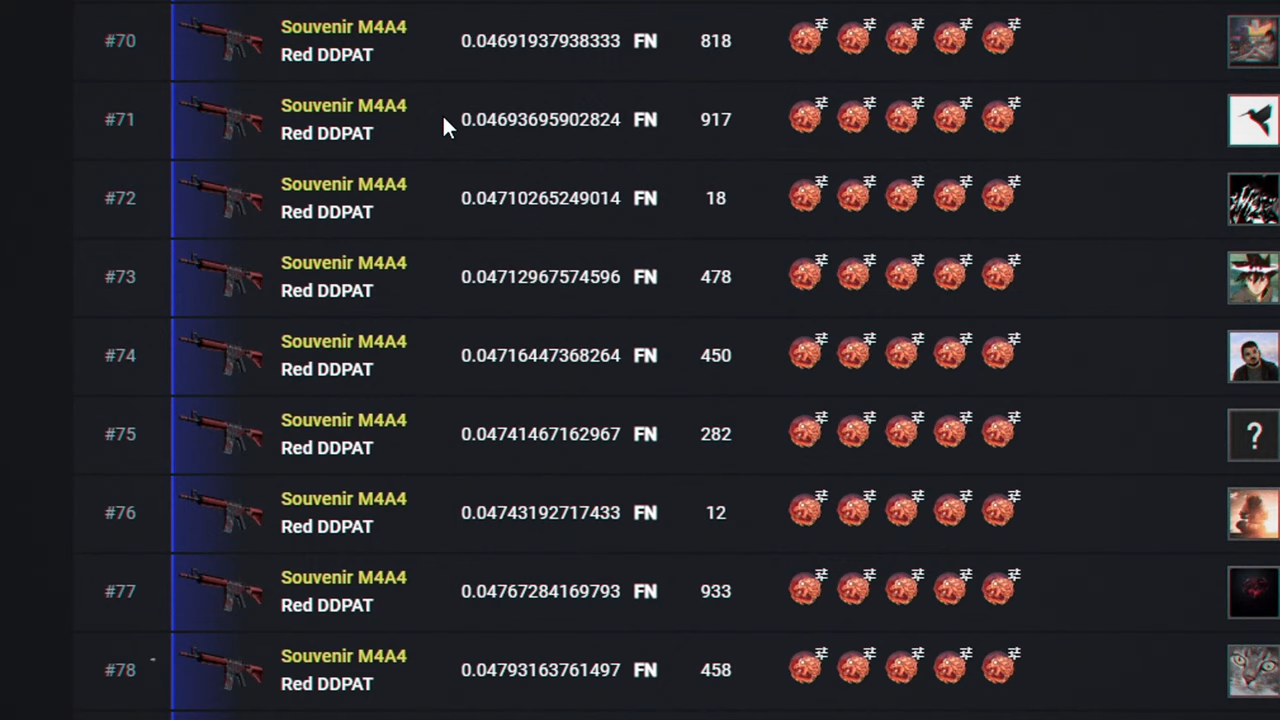 #70 Souvenir M4A4 Red DDPAT 0.04691937938333 FN 818
#71 Souvenir M4A4 Red DDPAT 0.04693695902824 FN 917
#72 Souvenir M4A4 Red DDPAT 0.04710265249014 FN 18
#73 Souvenir M4A4 Red DDPAT 0.04712967574596 FN 478
#74 Souvenir M4A4 Red DDPAT 0.04716447368264 FN 450
#75 Souvenir M4A4 Red DDPAT 0.04741467162967 FN 282 ?
#76 Souvenir M4A4 Red DDPAT 0.04743192717433 FN 12
#77 Souvenir M4A4 Red DDPAT 0.04767284169793 FN 933
#78 Souvenir M4A4 Red DDPAT 0.04793163761497 FN 458